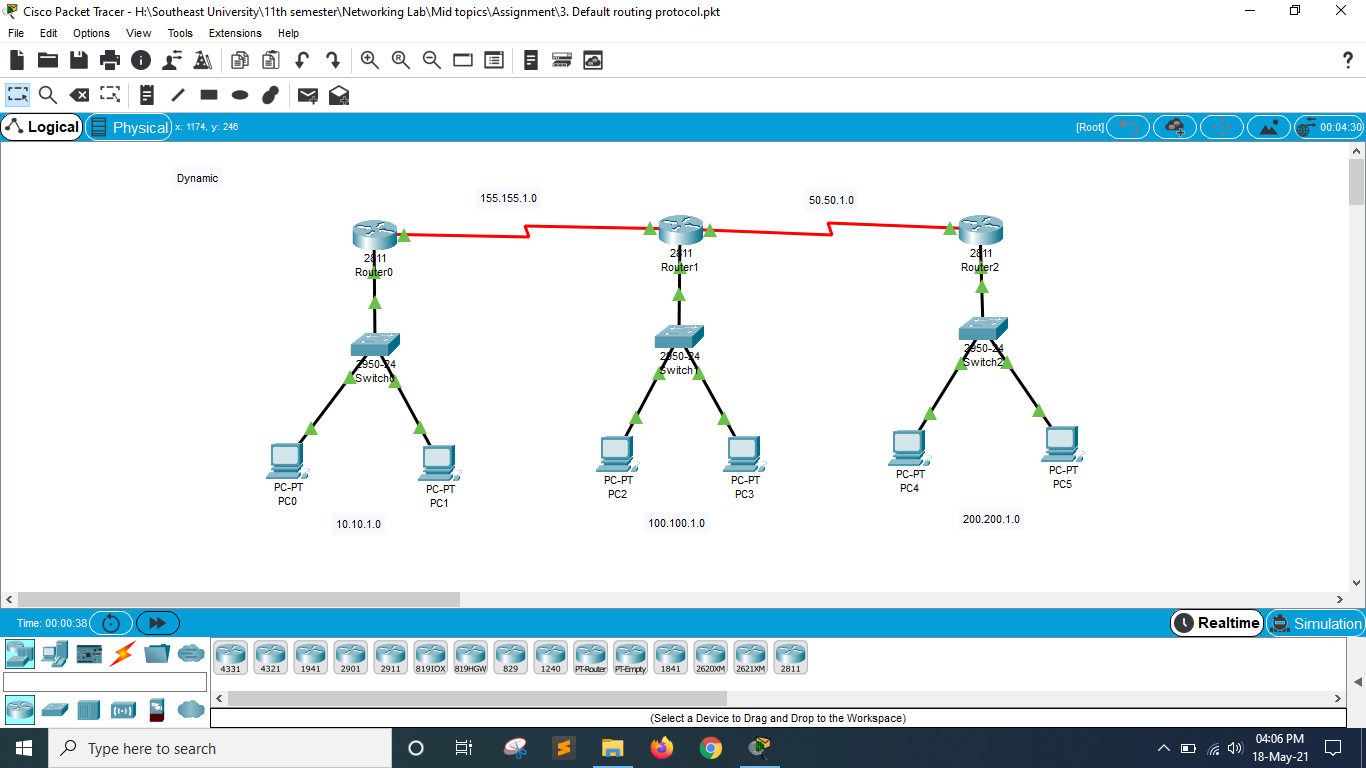 Cisco Packet Tracer - H:\Southeast University\11th semester\Networking Lab\Mid topics\Assignment\3. Default routing protocol.pkt
File Edit Options View Tools Extensions Help
?
Logical Physical x: 1174, y: 246 [Root] 00:04:30
Dynamic
155.155.1.0
50.50.1.0
2811
Router0
2811
Router1
2811
Router2
2950-24
Switch0
2950-24
Switch1
2950-24
Switch2
PC-PT
PC0
PC-PT
PC1
PC-PT
PC2
PC-PT
PC3
PC-PT
PC4
PC-PT
PC5
10.10.1.0
100.100.1.0
200.200.1.0
Time: 00:00:38 Realtime Simulation
4331 4321 1941 2901 2911 819IOX 819HGW 829 1240 PT-Router PT-Empty 1841 2620XM 2621XM 2811
(Select a Device to Drag and Drop to the Workspace)
Type here to search
04:06 PM
18-May-21